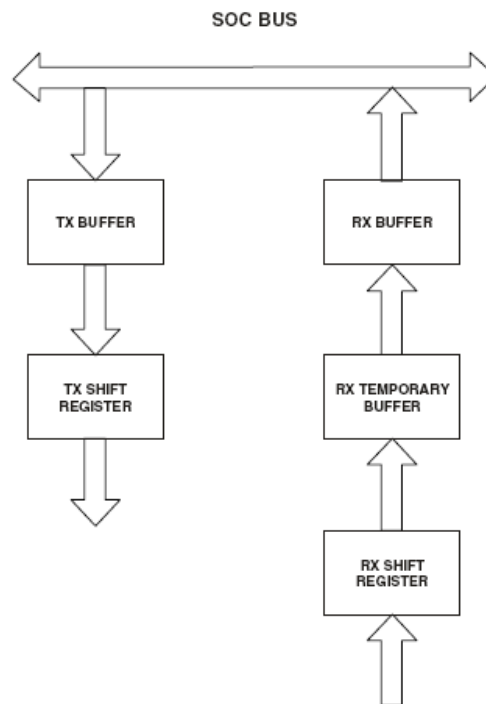 SOC BUS
TX BUFFER
RX BUFFER
TX SHIFT
REGISTER
RX TEMPORARY
BUFFER
RX SHIFT
REGISTER